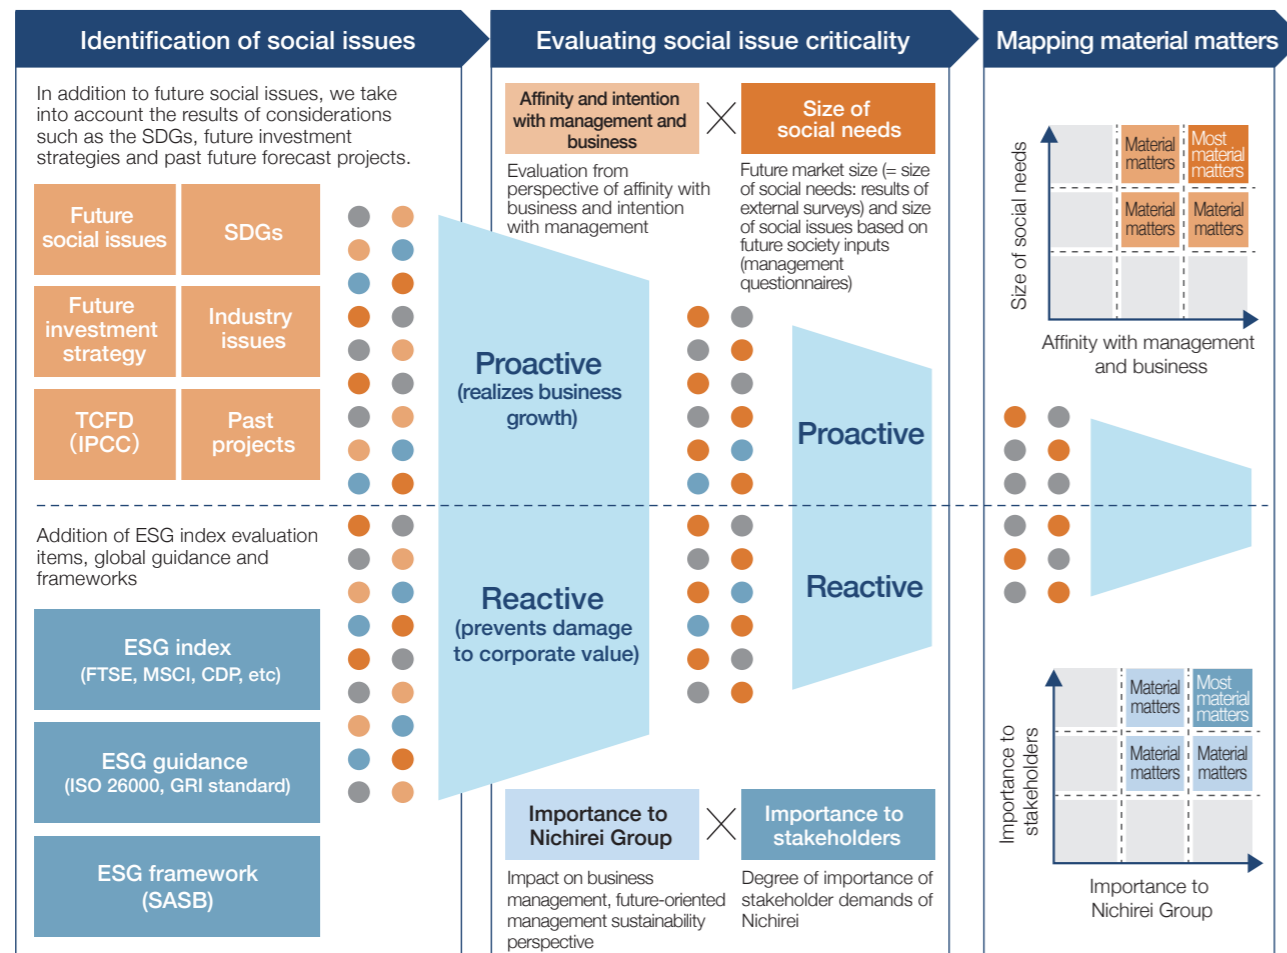 Identification of social issues
Evaluating social issue criticality
Mapping material matters
In addition to future social issues, we take
into account the results of considerations
such as the SDGs, future investment
strategies and past future forecast projects.
Future
social issues
SDGs
Future
investment
strategy
Industry
issues
TCFD
(IPCC)
Past
projects
Addition of ESG index evaluation
items, global guidance and
frameworks
ESG index
(FTSE, MSCI, CDP, etc)
ESG guidance
(ISO 26000, GRI standard)
ESG framework
(SASB)
Proactive
(realizes business
growth)
Reactive
(prevents damage
to corporate value)
Affinity and intention
with management and
business
Size of
social needs
Evaluation from
perspective of affinity with
business and intention
with management
Future market size (= size
of social needs: results of
external surveys) and size
of social issues based on
future society inputs
(management
questionnaires)
Proactive
Reactive
Importance to
Nichirei Group
Importance to
stakeholders
Impact on business
management, future-oriented
management sustainability
perspective
Degree of importance of
stakeholder demands of
Nichirei
Size of social needs
Material
matters
Most
material
matters
Material
matters
Material
matters
Affinity with management
and business
Importance to
stakeholders
Material
matters
Most
material
matters
Material
matters
Material
matters
Importance to
Nichirei Group